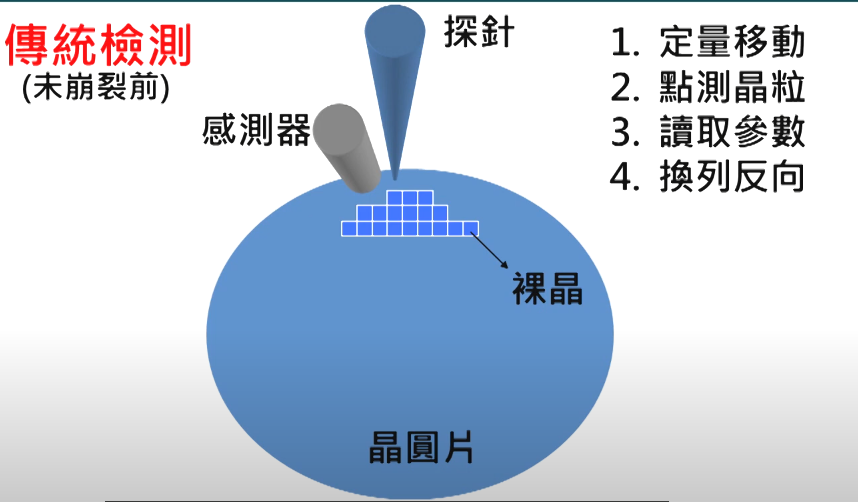 傳統檢測
(未崩裂前)
探針
感測器
1. 定量移動
2. 點測晶粒
3. 讀取參數
4. 換列反向
裸晶
晶圓片